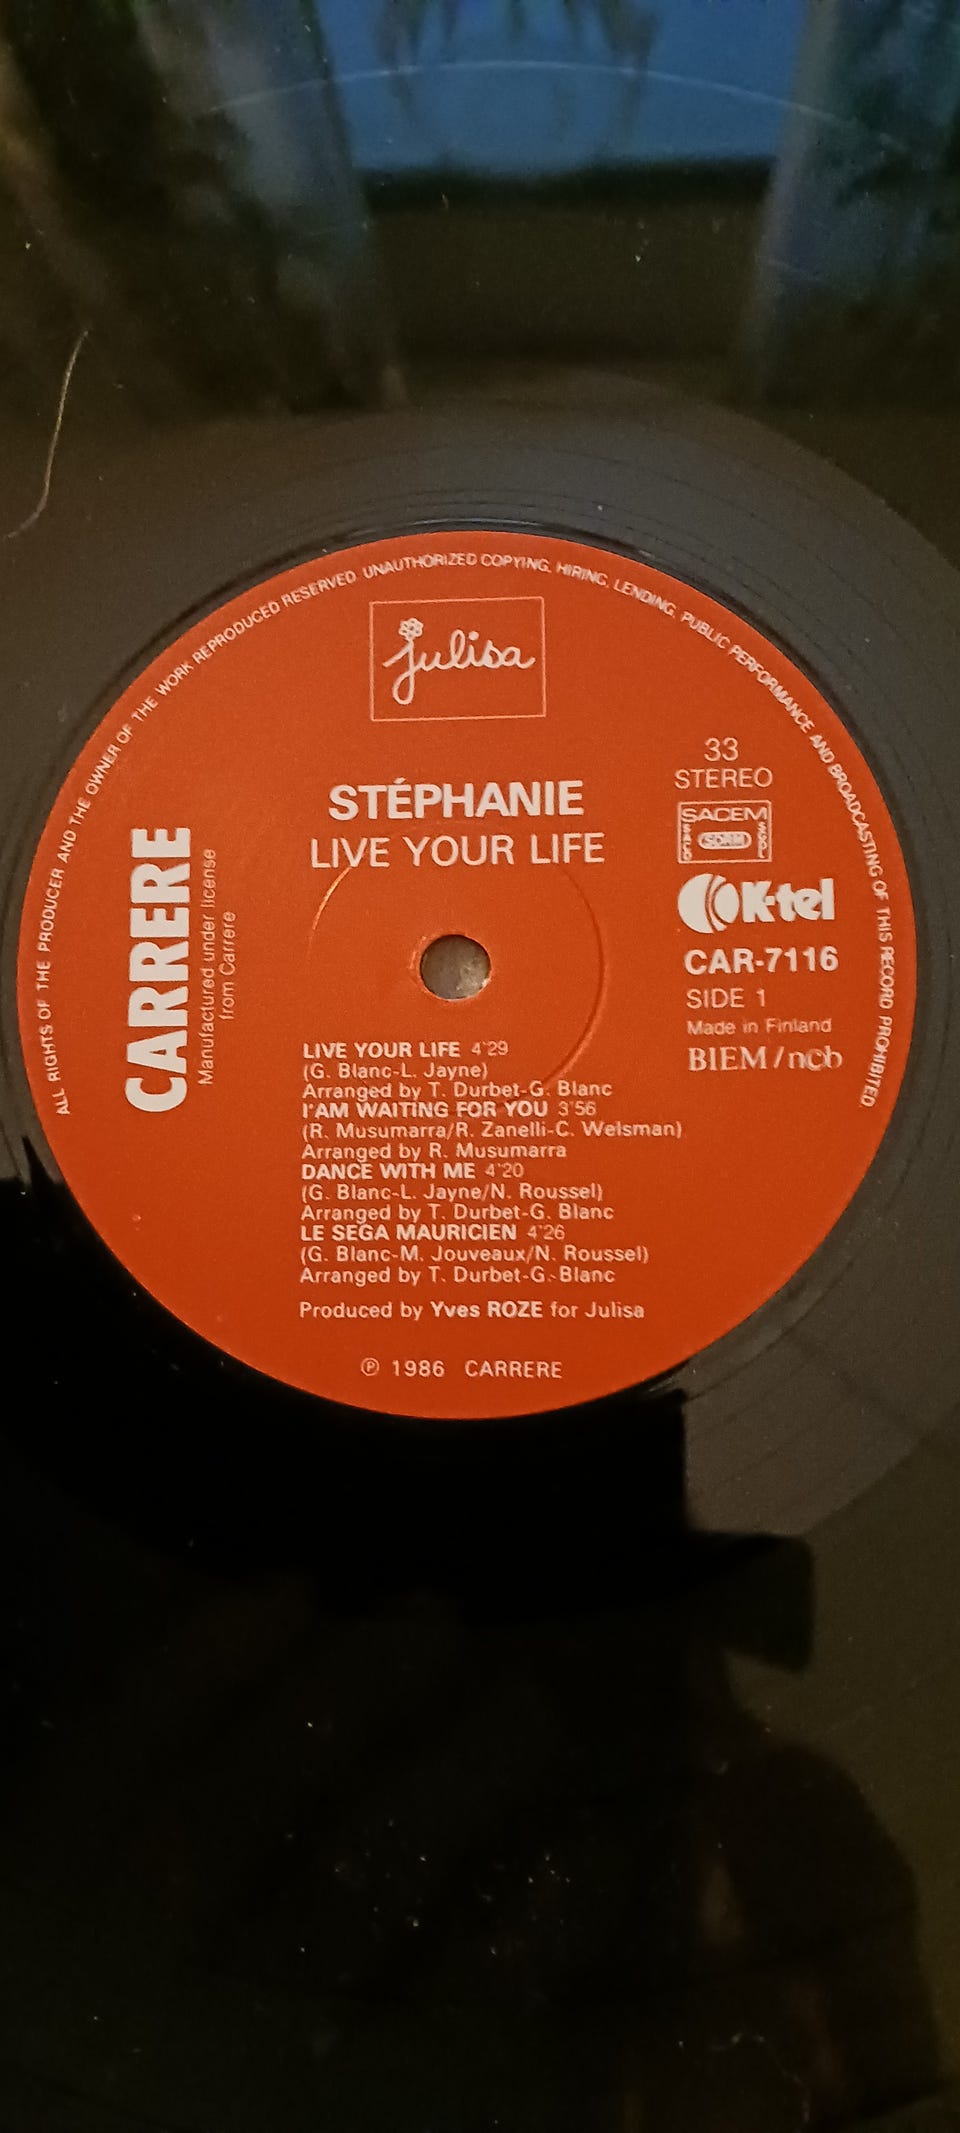 ALL RIGHTS OF THE PRODUCER AND THE OWNER OF THE WORK REPRODUCED RESERVED. UNAUTHORIZED COPYING, HIRING, LENDING, PUBLIC PERFORMANCE AND BROADCASTING OF THIS RECORD PROHIBITED.
julisa
STÉPHANIE
LIVE YOUR LIFE
CARRERE
Manufactured under license
from Carrere
33
STEREO
SACEM
SACD
SDRM
SGDL
K-tel
CAR-7116
SIDE 1
Made in Finland
BIEM/ncb
LIVE YOUR LIFE 4'29
(G. Blanc-L. Jayne)
Arranged by T. Durbet-G. Blanc
I'AM WAITING FOR YOU 3'56
(R. Musumarra/R. Zanelli-C. Welsman)
Arranged by R. Musumarra
DANCE WITH ME 4'20
(G. Blanc-L. Jayne/N. Roussel)
Arranged by T. Durbet-G. Blanc
LE SEGA MAURICIEN 4'26
(G. Blanc-M. Jouveaux/N. Roussel)
Arranged by T. Durbet-G. Blanc
Produced by Yves ROZE for Julisa
℗ 1986 CARRERE